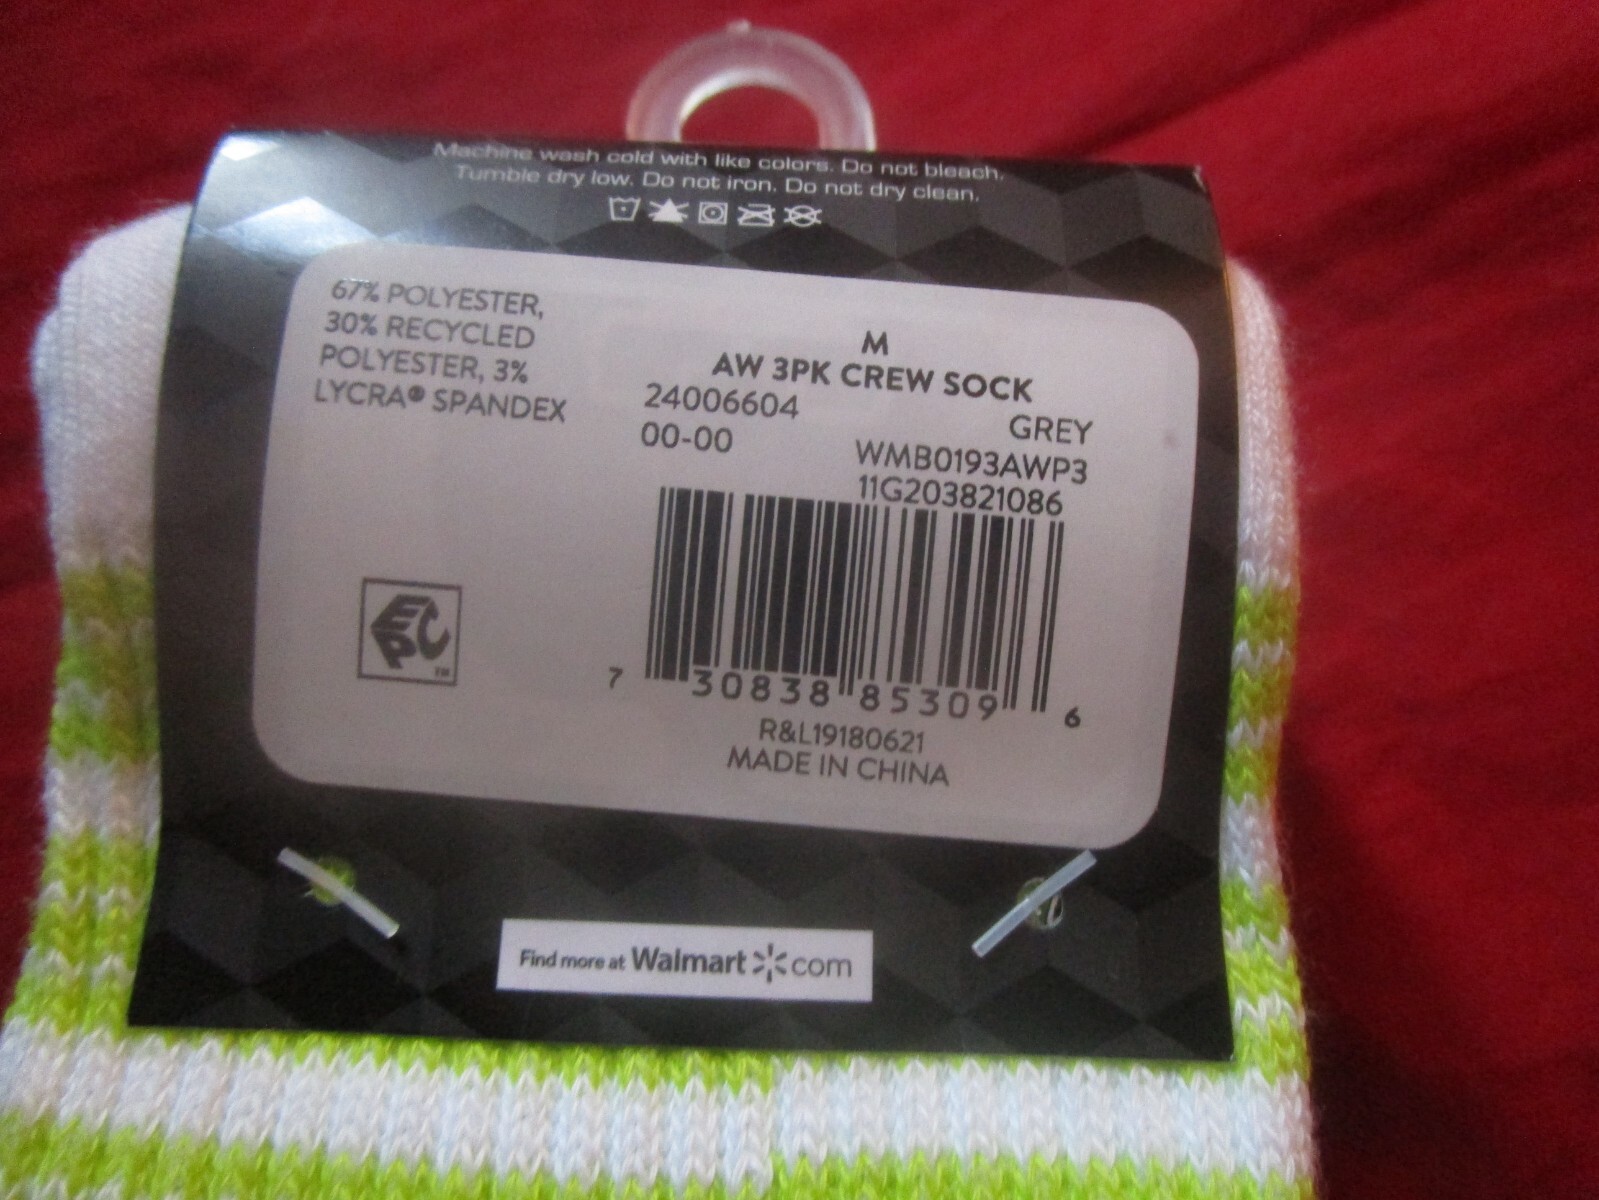 Machine wash cold with like colors. Do not bleach.
Tumble dry low. Do not iron. Do not dry clean.
67% POLYESTER,
30% RECYCLED
POLYESTER, 3%
LYCRA® SPANDEX
M
AW 3PK CREW SOCK
24006604
GREY
00-00
WMB0193AWP3
11G203821086
EPC™
7 30838 85309 6
R&L19180621
MADE IN CHINA
Find more at Walmart com